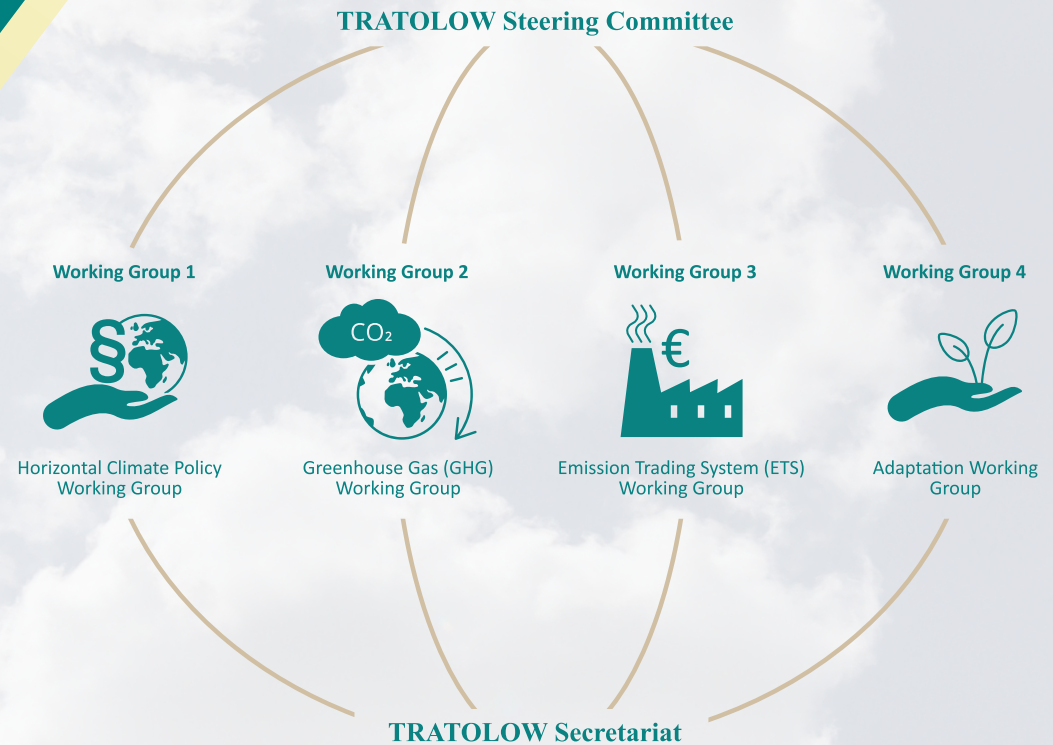 TRATOLOW Steering Committee
Working Group 1
Working Group 2
Working Group 3
Working Group 4
§
CO₂
€
Horizontal Climate Policy
Working Group
Greenhouse Gas (GHG)
Working Group
Emission Trading System (ETS)
Working Group
Adaptation Working
Group
TRATOLOW Secretariat